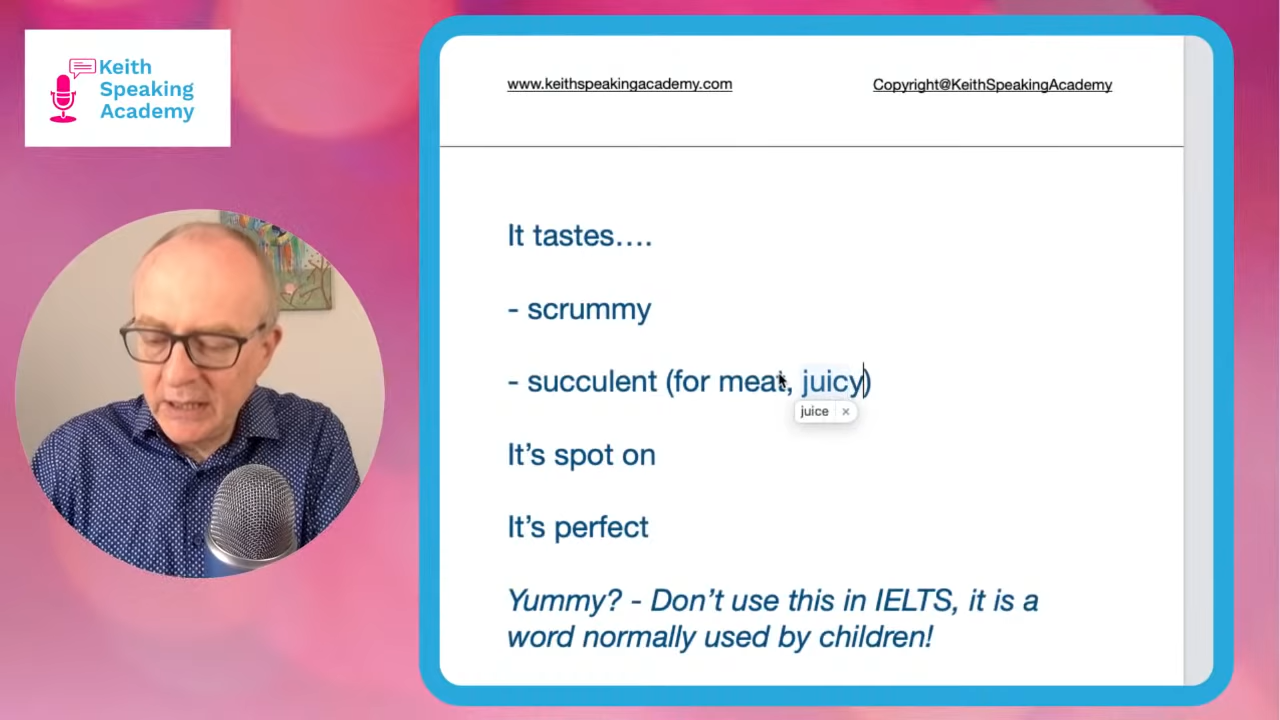 Keith
Speaking
Academy
www.keithspeakingacademy.com
Copyright@KeithSpeakingAcademy
It tastes….
- scrummy
- succulent (for meat, juicy)
juice ×
It’s spot on
It’s perfect
Yummy? - Don’t use this in IELTS, it is a
word normally used by children!